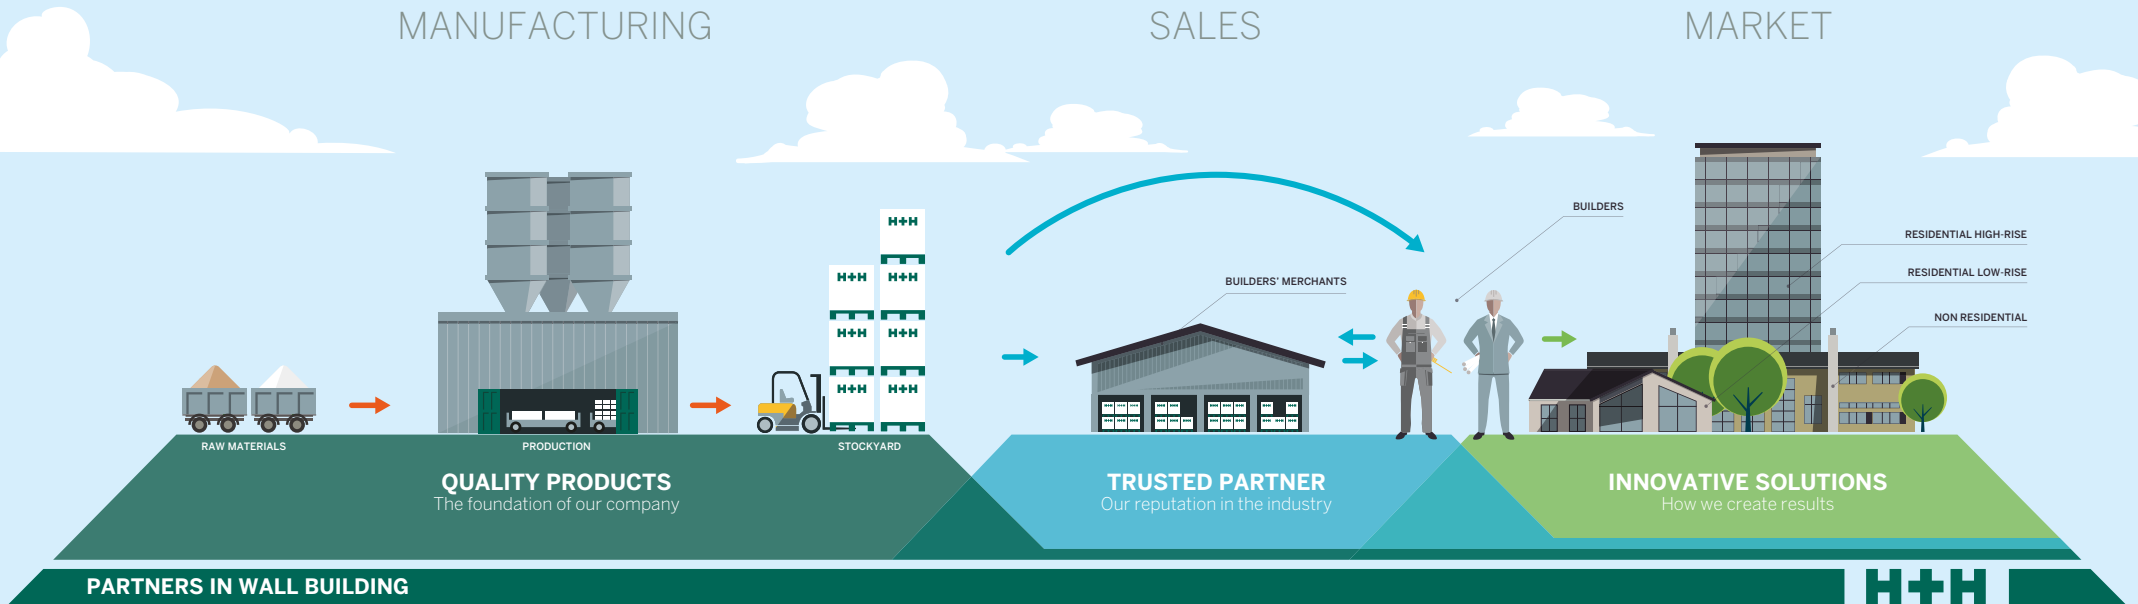 MANUFACTURING
SALES
MARKET
BUILDERS
RESIDENTIAL HIGH-RISE
RESIDENTIAL LOW-RISE
NON RESIDENTIAL
BUILDERS' MERCHANTS
H+H
H+H
H+H
H+H
H+H
H+H
H+H
RAW MATERIALS
PRODUCTION
STOCKYARD
QUALITY PRODUCTS
The foundation of our company
TRUSTED PARTNER
Our reputation in the industry
INNOVATIVE SOLUTIONS
How we create results
PARTNERS IN WALL BUILDING
H+H